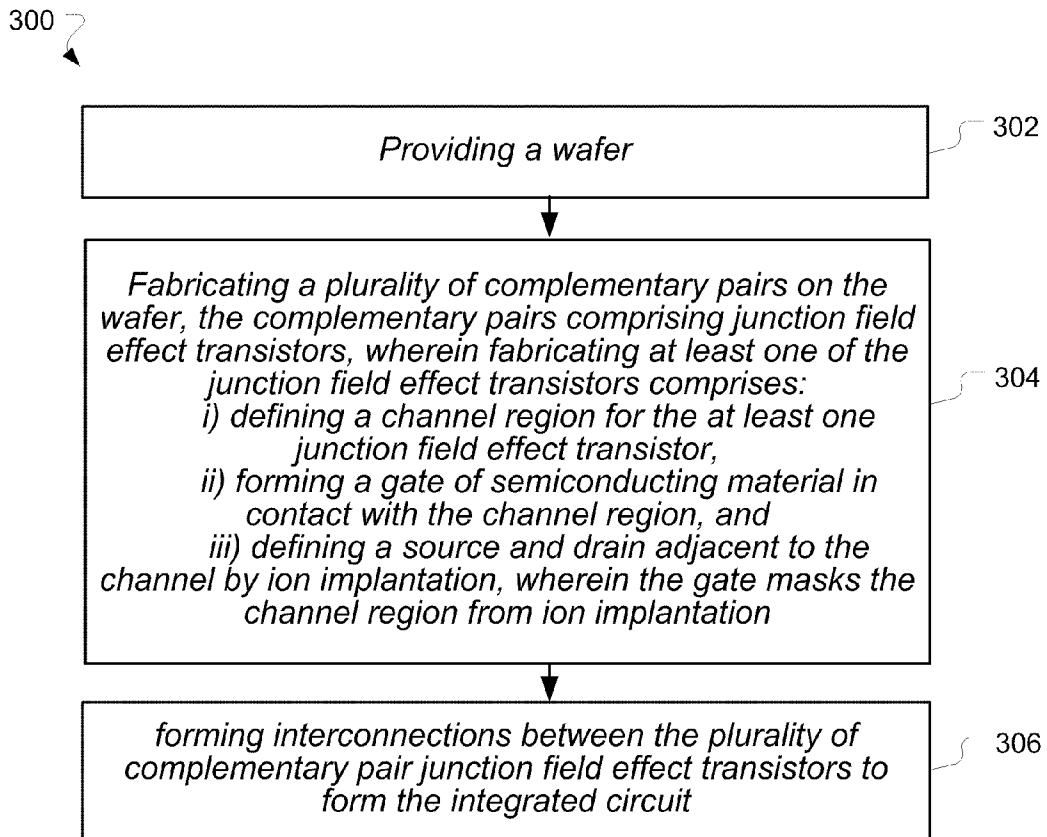 300
Providing a wafer
302
Fabricating a plurality of complementary pairs on the
wafer, the complementary pairs comprising junction field
effect transistors, wherein fabricating at least one of the
junction field effect transistors comprises:
i) defining a channel region for the at least one
junction field effect transistor,
ii) forming a gate of semiconducting material in
contact with the channel region, and
iii) defining a source and drain adjacent to the
channel by ion implantation, wherein the gate masks the
channel region from ion implantation
304
forming interconnections between the plurality of
complementary pair junction field effect transistors to
form the integrated circuit
306